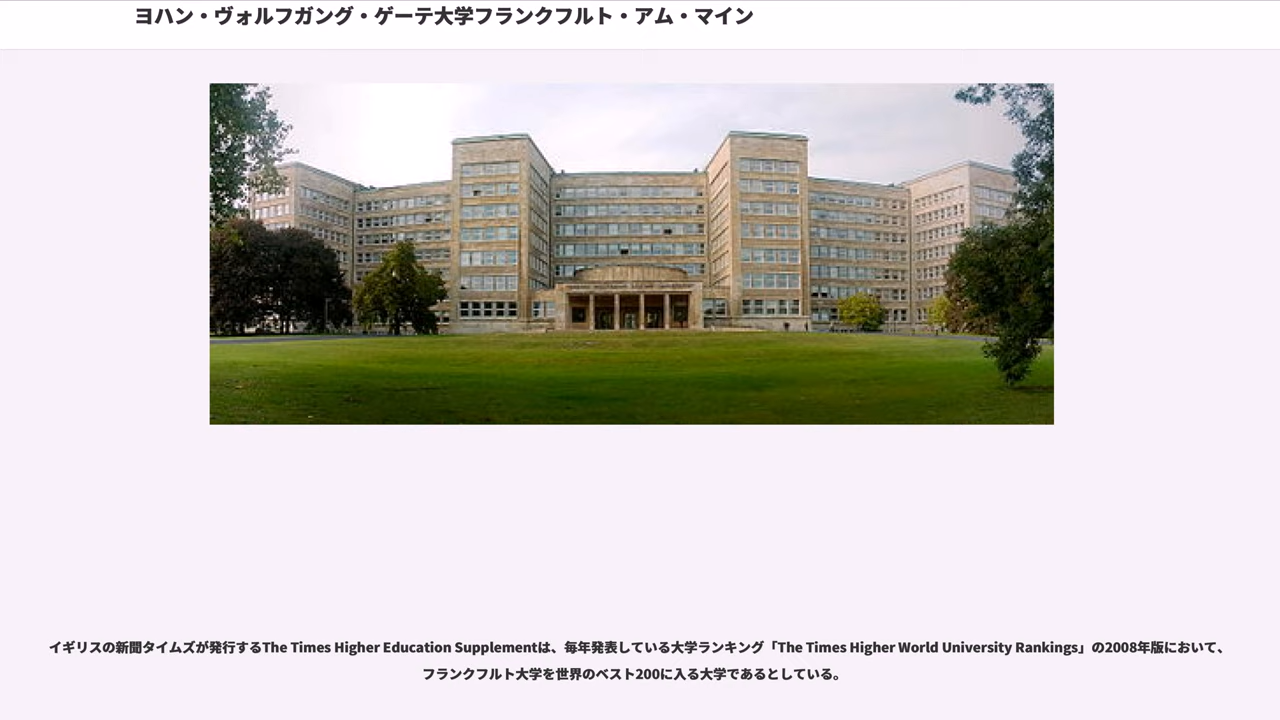 ヨハン・ヴォルフガング・ゲーテ大学フランクフルト・アム・マイン
イギリスの新聞タイムズが発行するThe Times Higher Education Supplementは、毎年発表している大学ランキング「The Times Higher World University Rankings」の2008年版において、
フランクフルト大学を世界のベスト200に入る大学であるとしている。